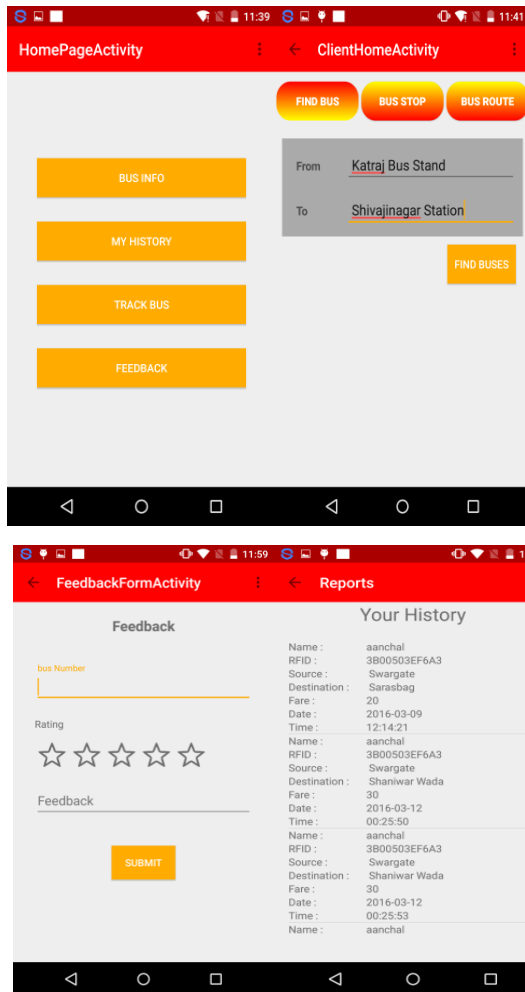 11:39
HomePageActivity
BUS INFO
MY HISTORY
TRACK BUS
FEEDBACK
11:41
ClientHomeActivity
FIND BUS BUS STOP BUS ROUTE
From Katraj Bus Stand
To Shivajinagar Station
FIND BUSES
11:59
FeedbackFormActivity
Feedback
bus Number
Rating
Feedback
SUBMIT
1
Reports
Your History
Name : aanchal
RFID : 3B00503EF6A3
Source : Swargate
Destination : Sarasbag
Fare : 20
Date : 2016-03-09
Time : 12:14:21
Name : aanchal
RFID : 3B00503EF6A3
Source : Swargate
Destination : Shaniwar Wada
Fare : 30
Date : 2016-03-12
Time : 00:25:50
Name : aanchal
RFID : 3B00503EF6A3
Source : Swargate
Destination : Shaniwar Wada
Fare : 30
Date : 2016-03-12
Time : 00:25:53
Name : aanchal